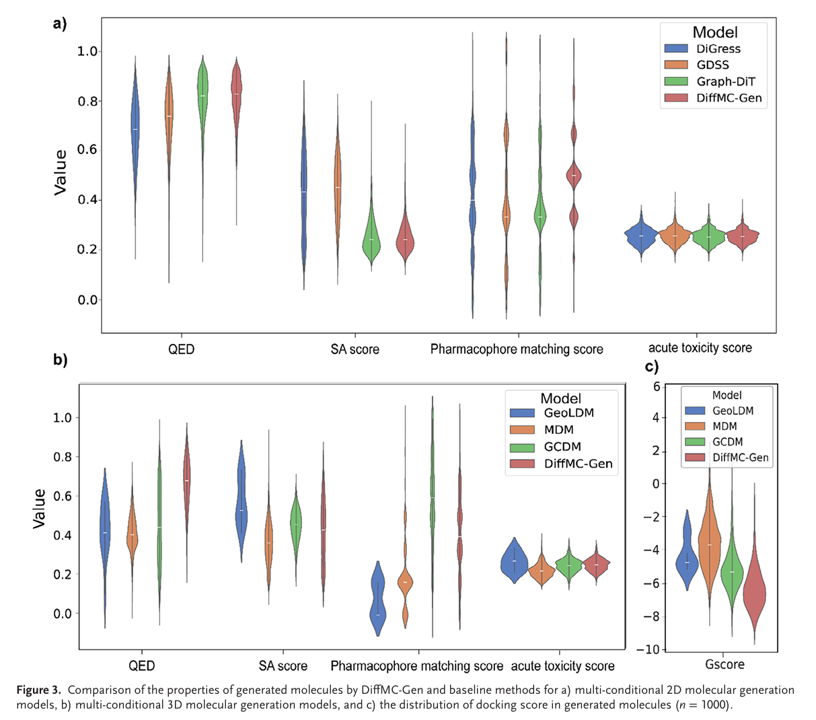 a)
Model
DiGress
GDSS
Graph-DiT
DiffMC-Gen
Value
1.0
0.8
0.6
0.4
0.2
0.0
QED
SA score
Pharmacophore matching score
acute toxicity score
b)
Model
GeoLDM
MDM
GCDM
DiffMC-Gen
Value
1.0
0.8
0.6
0.4
0.2
0.0
QED
SA score
Pharmacophore matching score
acute toxicity score
c)
Model
GeoLDM
MDM
GCDM
DiffMC-Gen
6
4
2
0
−2
−4
−6
−8
−10
Gscore
Figure 3. Comparison of the properties of generated molecules by DiffMC-Gen and baseline methods for a) multi-conditional 2D molecular generation
models, b) multi-conditional 3D molecular generation models, and c) the distribution of docking score in generated molecules (n = 1000).